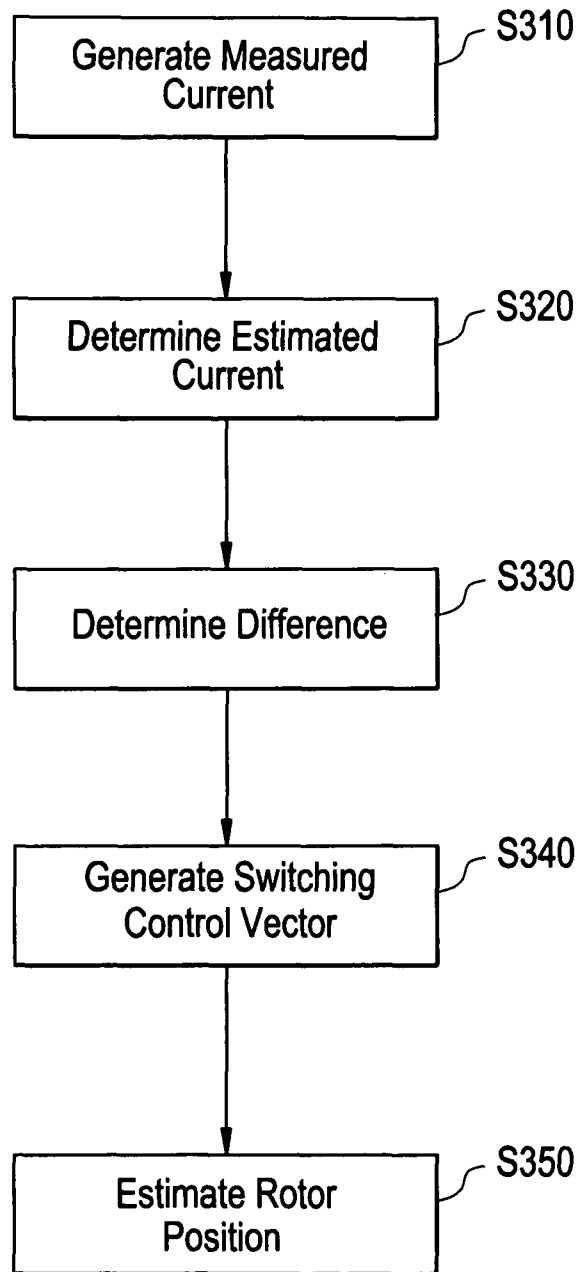 S310
Generate Measured
Current
S320
Determine Estimated
Current
S330
Determine Difference
S340
Generate Switching
Control Vector
S350
Estimate Rotor
Position